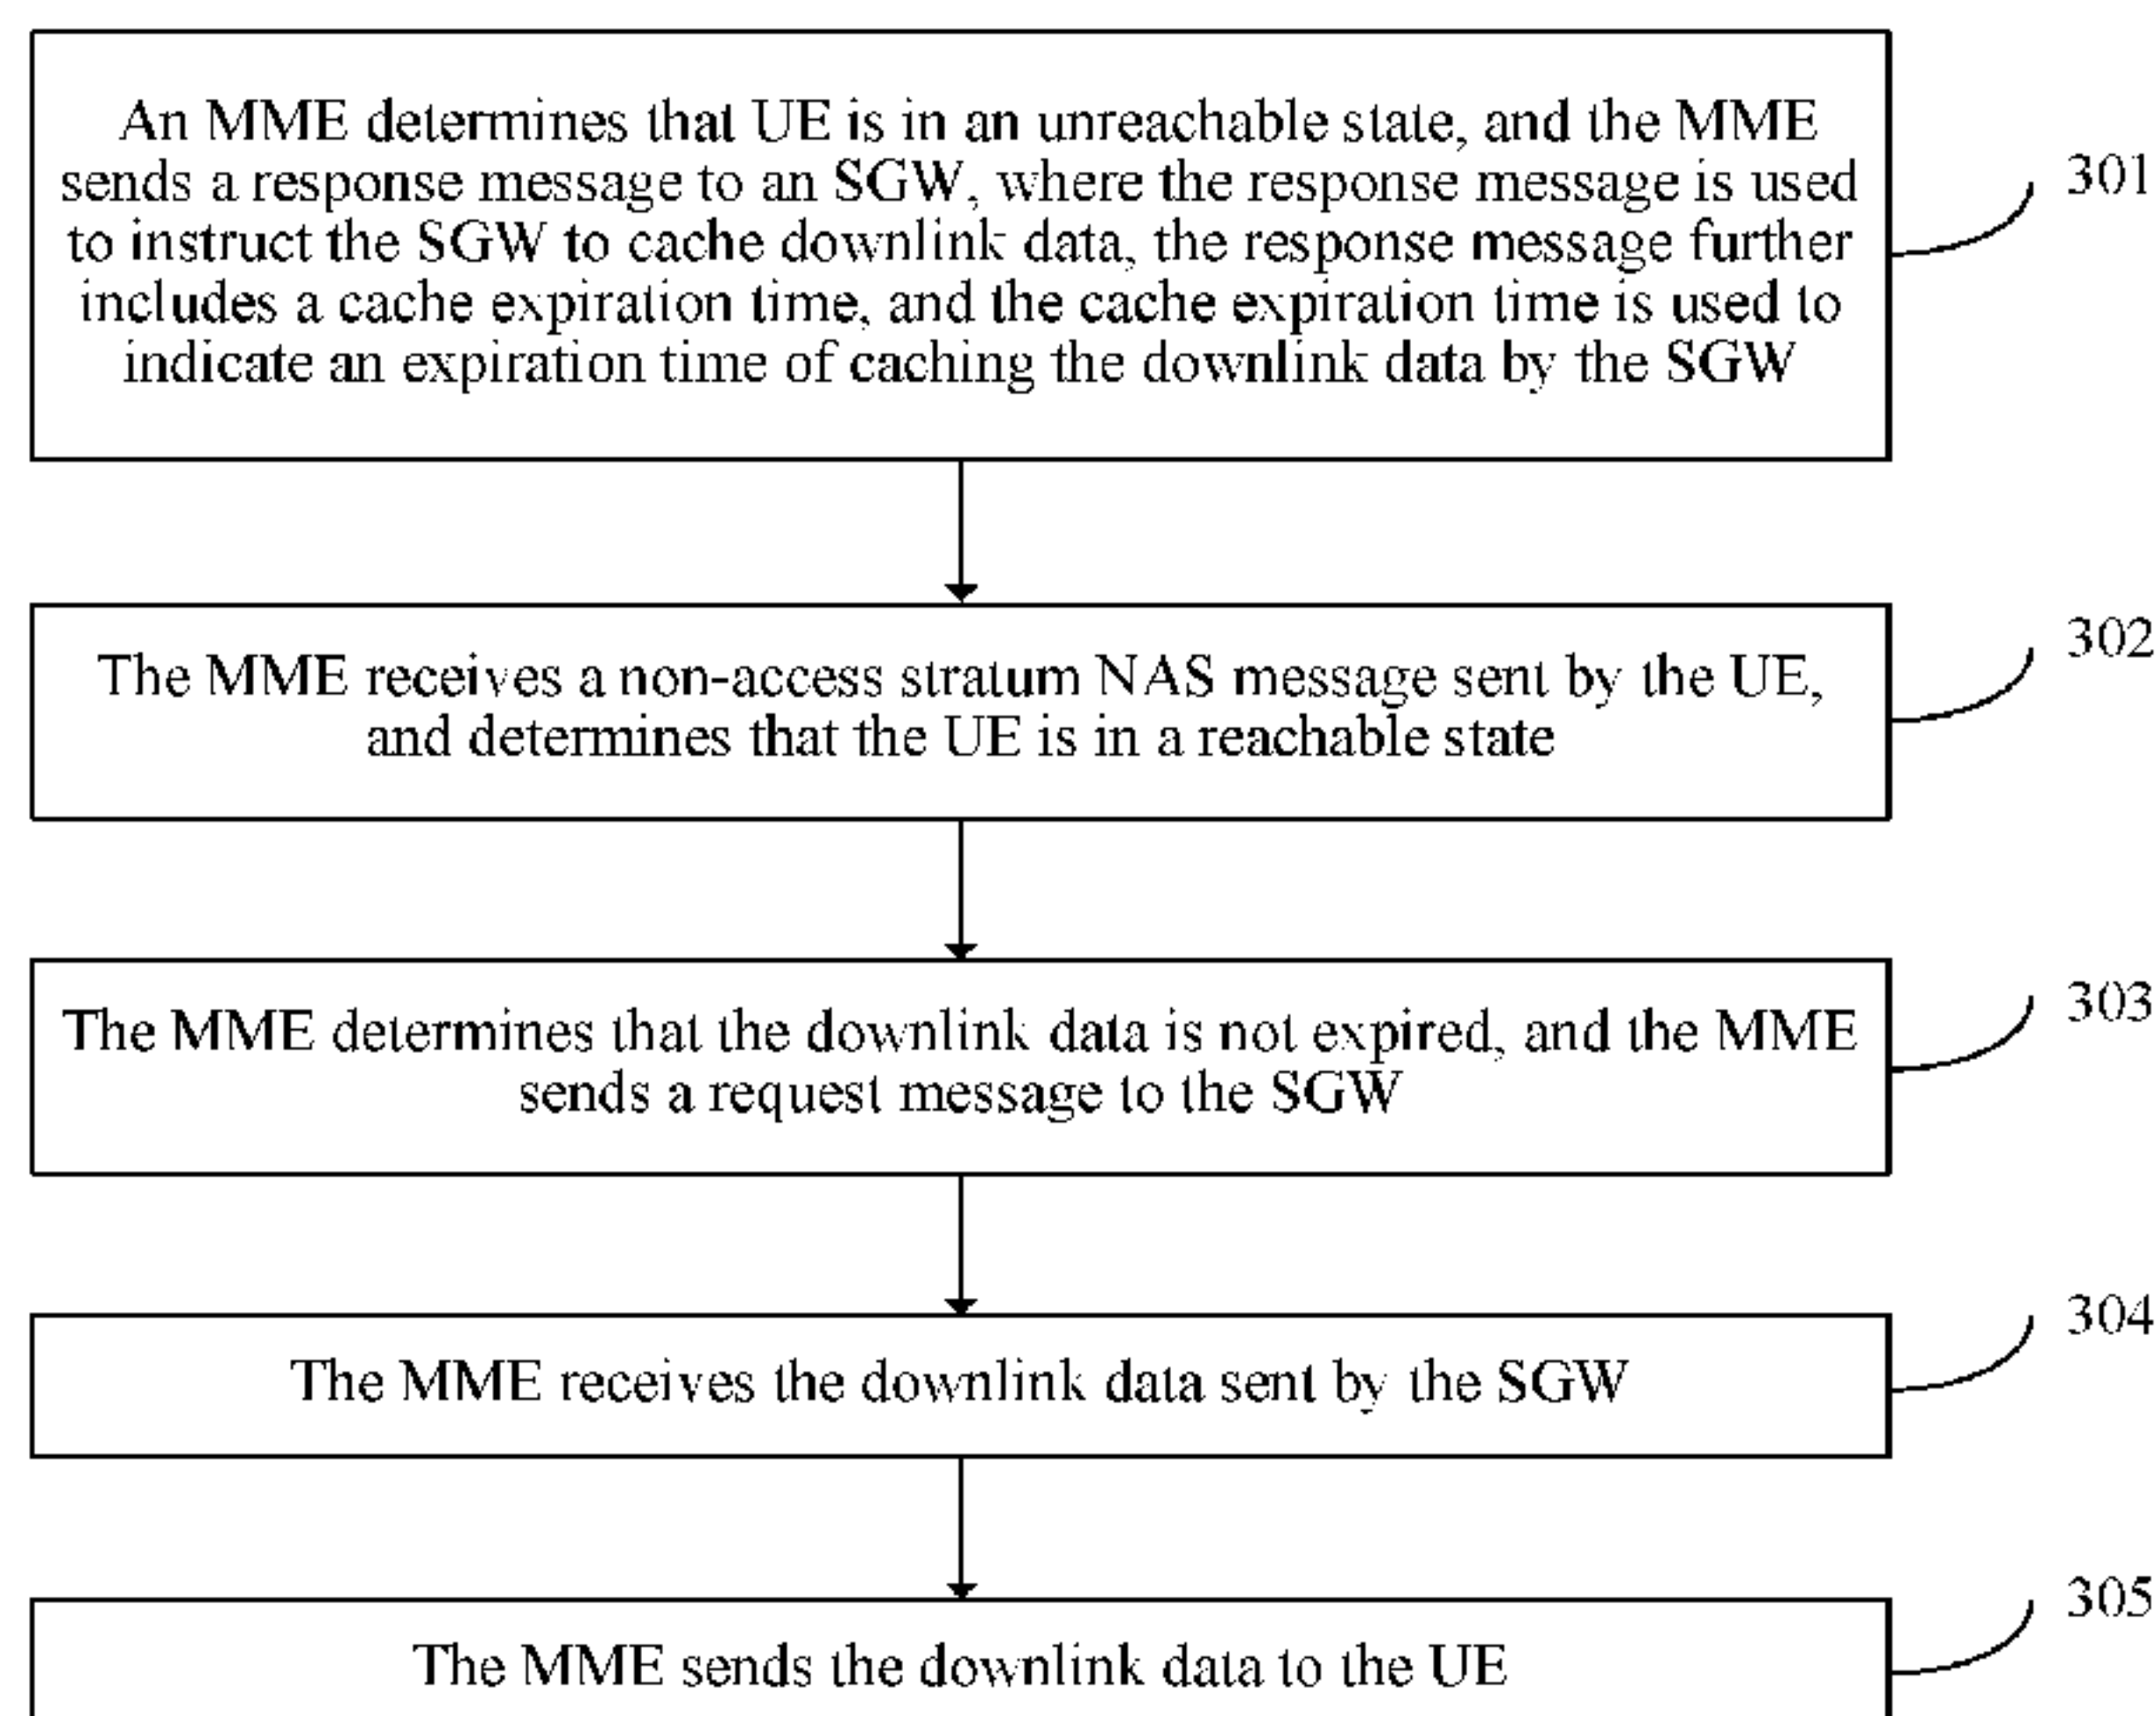 An MME determines that UE is in an unreachable state, and the MME
sends a response message to an SGW, where the response message is used
to instruct the SGW to cache downlink data, the response message further
includes a cache expiration time, and the cache expiration time is used to
indicate an expiration time of caching the downlink data by the SGW
301
The MME receives a non-access stratum NAS message sent by the UE,
and determines that the UE is in a reachable state
302
The MME determines that the downlink data is not expired, and the MME
sends a request message to the SGW
303
The MME receives the downlink data sent by the SGW
304
The MME sends the downlink data to the UE
305